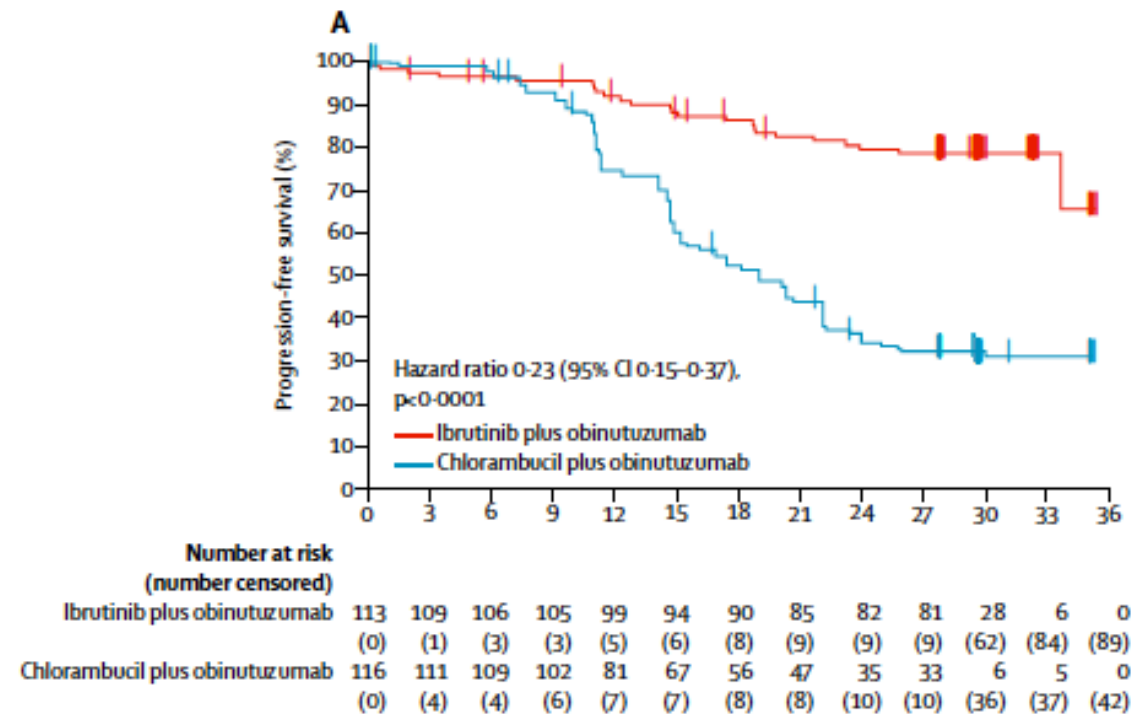 A
Progression-free survival (%)
100
90
80
70
60
50
40
30
20
10
0
Hazard ratio 0·23 (95% CI 0·15–0·37),
p<0·0001
Ibrutinib plus obinutuzumab
Chlorambucil plus obinutuzumab
0 3 6 9 12 15 18 21 24 27 30 33 36
Number at risk
(number censored)
Ibrutinib plus obinutuzumab 113 109 106 105 99 94 90 85 82 81 28 6 0
(0) (1) (3) (3) (5) (6) (8) (9) (9) (9) (62) (84) (89)
Chlorambucil plus obinutuzumab 116 111 109 102 81 67 56 47 35 33 6 5 0
(0) (4) (4) (6) (7) (7) (8) (8) (10) (10) (36) (37) (42)